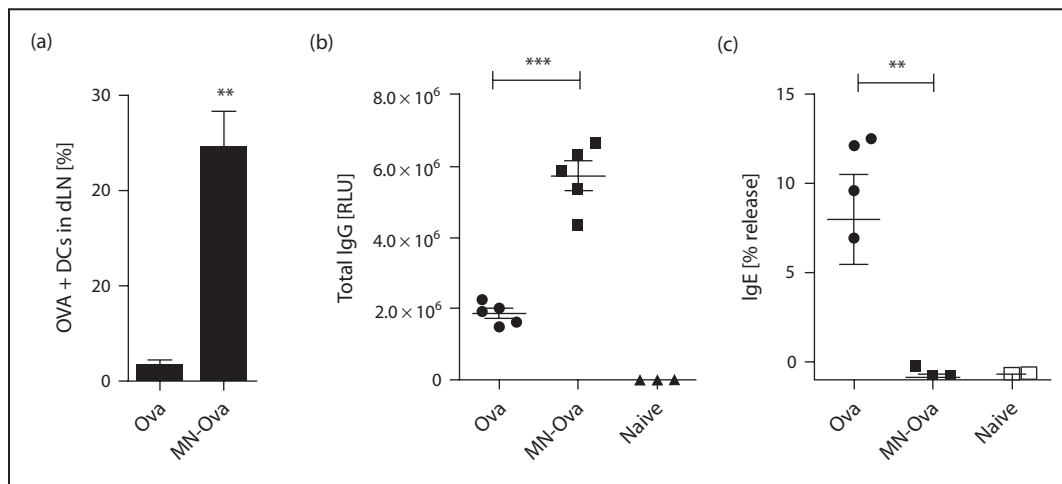 (a)
OVA + DCs in dLN [%]
30
20
20
0
**
Ova
MN-Ova
(b)
Total IgG [RLU]
8.0 × 10⁶
6.0 × 10⁶
4.0 × 10⁶
2.0 × 10⁶
0
***
Ova
MN-Ova
Naive
(c)
IgE [% release]
15
10
5
0
**
Ova
MN-Ova
Naive